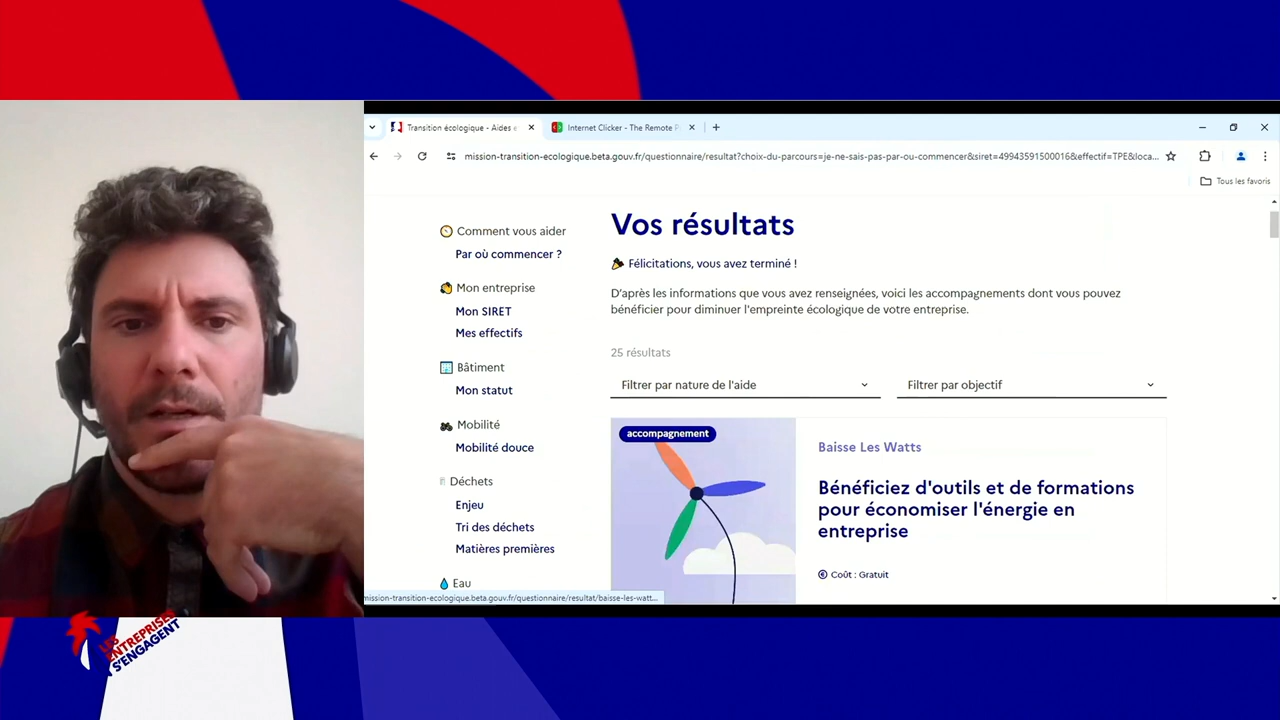 Transition écologique - Aides e
Internet Clicker - The Remote P
mission-transition-ecologique.beta.gouv.fr/questionnaire/resultat?choix-du-parcours=je-ne-sais-pas-par-ou-commencer&siret=49943591500016&effectif=TPE&loca...
Tous les favoris
Comment vous aider
Par où commencer ?
Mon entreprise
Mon SIRET
Mes effectifs
Bâtiment
Mon statut
Mobilité
Mobilité douce
Déchets
Enjeu
Tri des déchets
Matières premières
Eau
Vos résultats
Félicitations, vous avez terminé !
D'après les informations que vous avez renseignées, voici les accompagnements dont vous pouvez
bénéficier pour diminuer l'empreinte écologique de votre entreprise.
25 résultats
Filtrer par nature de l'aide
Filtrer par objectif
accompagnement
Baisse Les Watts
Bénéficiez d'outils et de formations
pour économiser l'énergie en
entreprise
Coût : Gratuit
mission-transition-ecologique.beta.gouv.fr/questionnaire/resultat/baisse-les-watt...
LES
ENTREPRISES
S'ENGAGENT